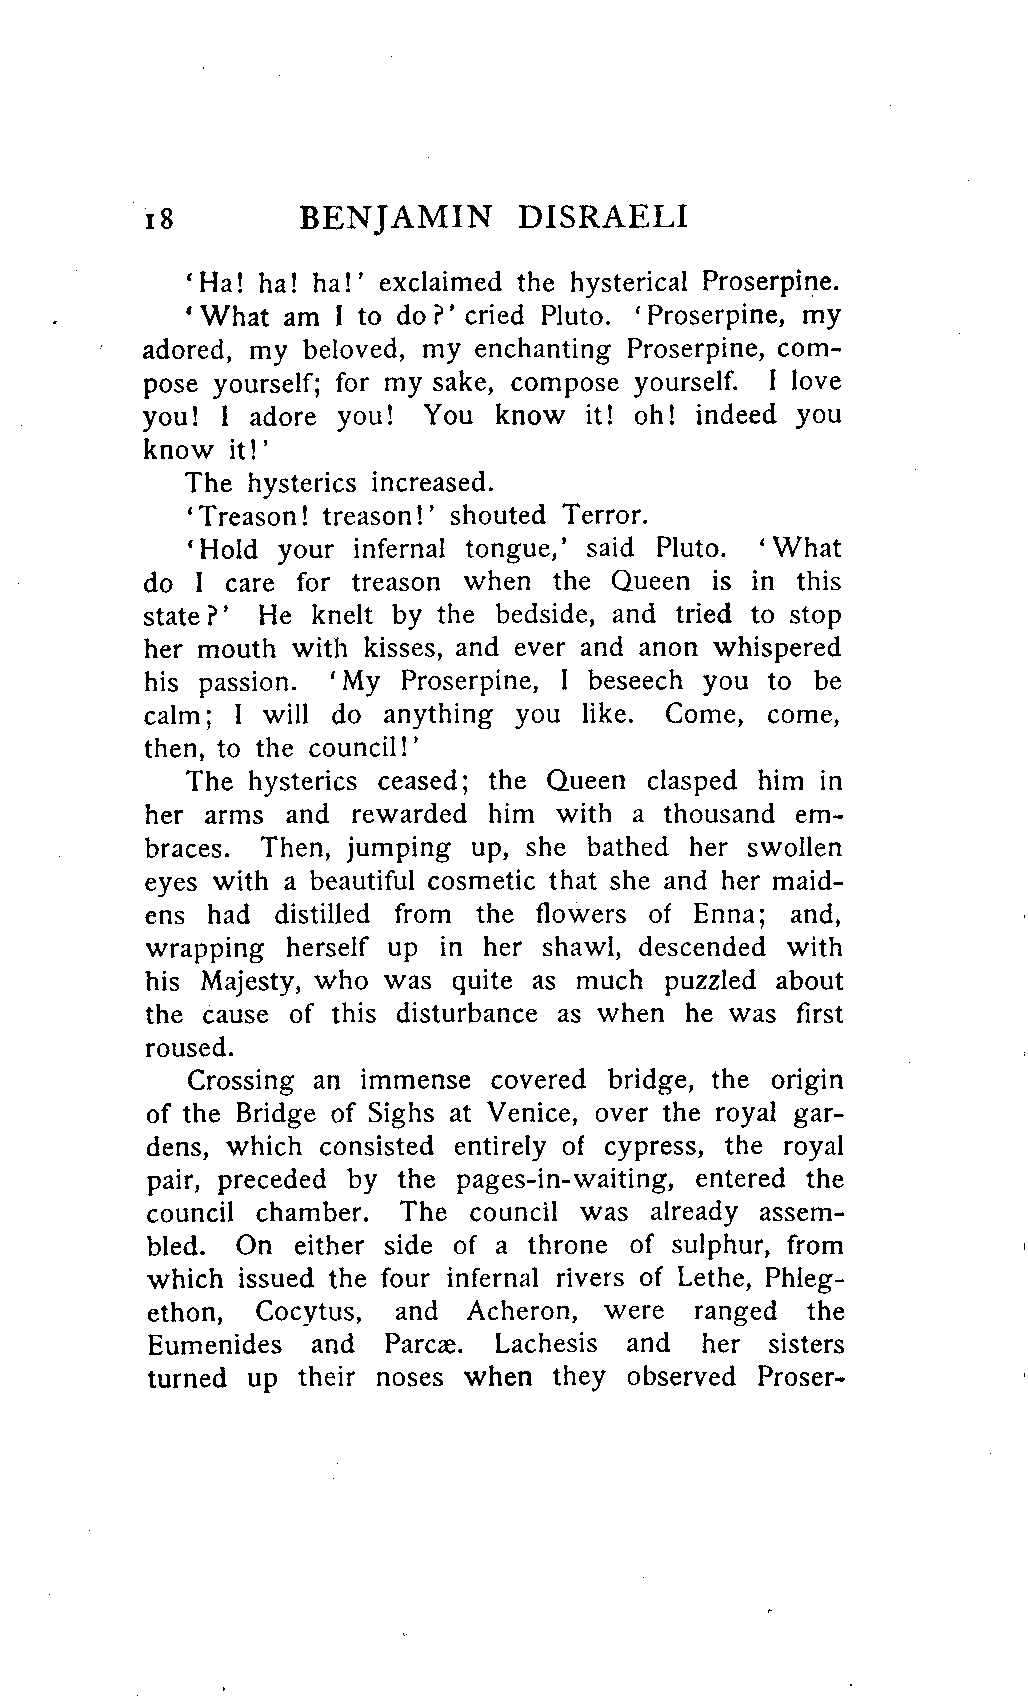 18 BENJAMIN DISRAELI
‘Ha! ha! ha!’ exclaimed the hysterical Proserpine.
‘What am I to do?’ cried Pluto. ‘Proserpine, my
adored, my beloved, my enchanting Proserpine, com-
pose yourself; for my sake, compose yourself. I love
you! I adore you! You know it! oh! indeed you
know it!’
The hysterics increased.
‘Treason! treason!’ shouted Terror.
‘Hold your infernal tongue,’ said Pluto. ‘What
do I care for treason when the Queen is in this
state?’ He knelt by the bedside, and tried to stop
her mouth with kisses, and ever and anon whispered
his passion. ‘My Proserpine, I beseech you to be
calm; I will do anything you like. Come, come,
then, to the council!’
The hysterics ceased; the Queen clasped him in
her arms and rewarded him with a thousand em-
braces. Then, jumping up, she bathed her swollen
eyes with a beautiful cosmetic that she and her maid-
ens had distilled from the flowers of Enna; and,
wrapping herself up in her shawl, descended with
his Majesty, who was quite as much puzzled about
the cause of this disturbance as when he was first
roused.
Crossing an immense covered bridge, the origin
of the Bridge of Sighs at Venice, over the royal gar-
dens, which consisted entirely of cypress, the royal
pair, preceded by the pages-in-waiting, entered the
council chamber. The council was already assem-
bled. On either side of a throne of sulphur, from
which issued the four infernal rivers of Lethe, Phleg-
ethon, Cocytus, and Acheron, were ranged the
Eumenides and Parcæ. Lachesis and her sisters
turned up their noses when they observed Proser-